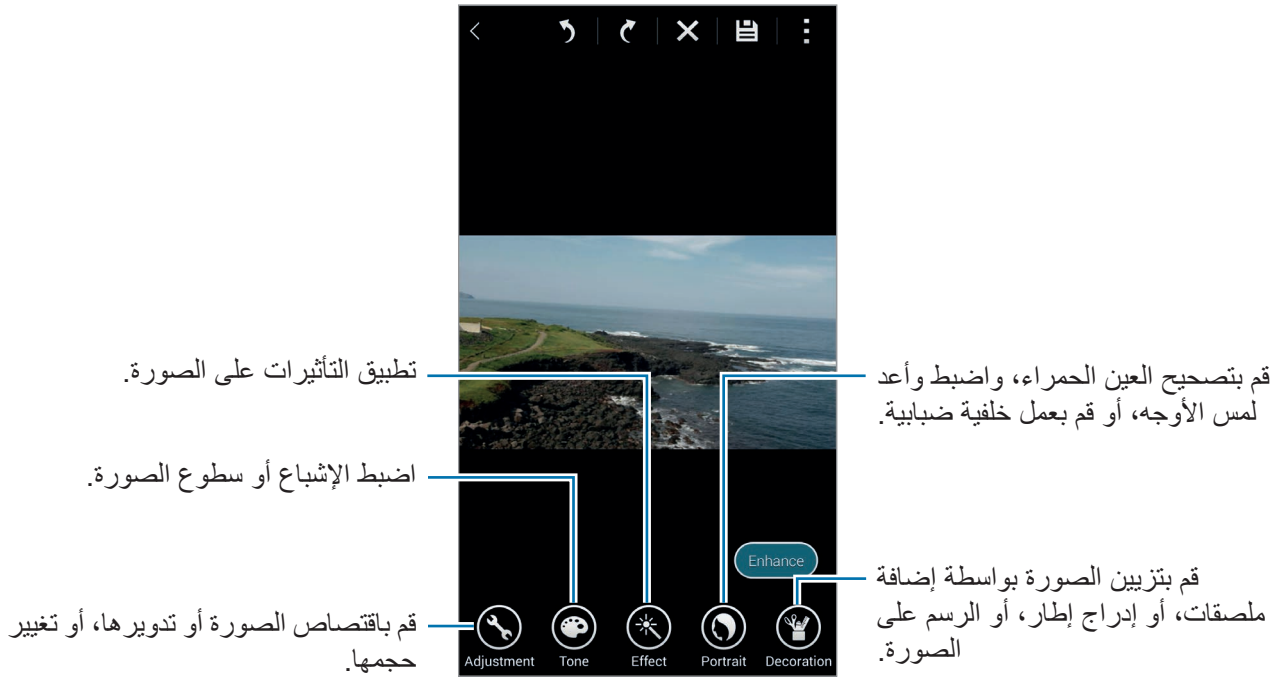 تطبيق التأثيرات على الصورة.
اضبط الإشباع أو سطوع الصورة.
قم باقتصاص الصورة أو تدويرها، أو تغيير
حجمها.
قم بتصحيح العين الحمراء، واضبط وأعد
لمس الأوجه، أو قم بعمل خلفية ضبابية.
Enhance
قم بتزيين الصورة بواسطة إضافة
ملصقات، أو إدراج إطار، أو الرسم على
الصورة.
Adjustment
Tone
Effect
Portrait
Decoration